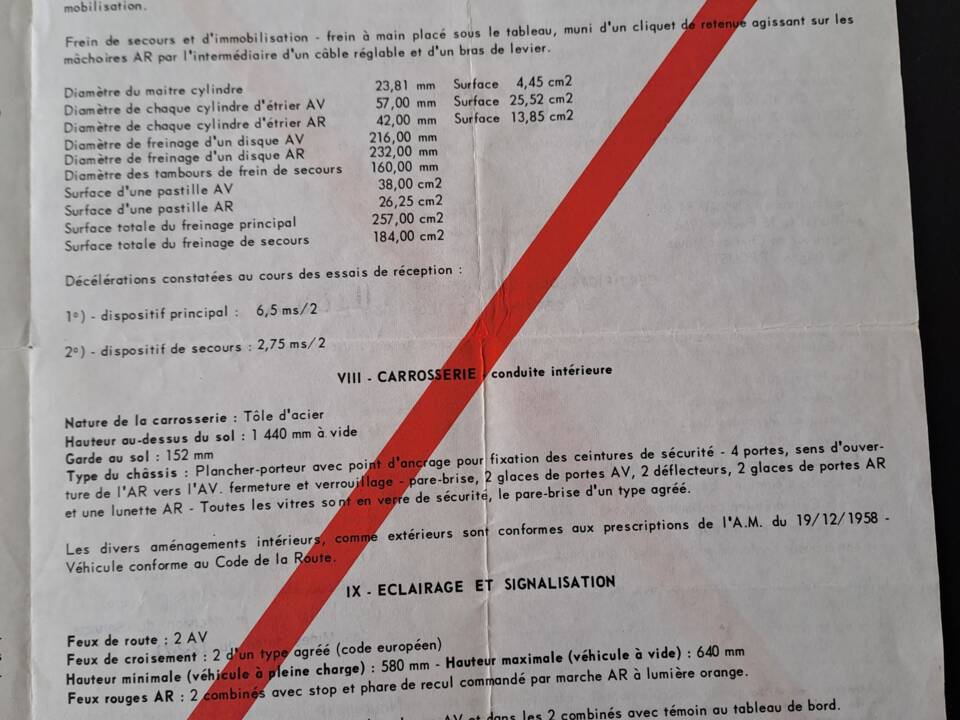 mobilisation.
Frein de secours et d'immobilisation - frein à main placé sous le tableau, muni d'un cliquet de retenue agissant sur les
mâchoires AR par l'intermédiaire d'un câble réglable et d'un bras de levier.
Diamètre du maitre cylindre 23,81 mm Surface 4,45 cm2
Diamètre de chaque cylindre d'étrier AV 57,00 mm Surface 25,52 cm2
Diamètre de chaque cylindre d'étrier AR 42,00 mm Surface 13,85 cm2
Diamètre de freinage d'un disque AV 216,00 mm
Diamètre de freinage d'un disque AR 232,00 mm
Diamètre des tambours de frein de secours 160,00 mm
Surface d'une pastille AV 38,00 cm2
Surface d'une pastille AR 26,25 cm2
Surface totale du freinage principal 257,00 cm2
Surface totale du freinage de secours 184,00 cm2
Décélérations constatées au cours des essais de réception :
1°) - dispositif principal : 6,5 ms/2
2°) - dispositif de secours : 2,75 ms/2
VIII - CARROSSERIE - conduite intérieure
Nature de la carrosserie : Tôle d'acier
Hauteur au-dessus du sol : 1 440 mm à vide
Garde au sol : 152 mm
Type du châssis : Plancher-porteur avec point d'ancrage pour fixation des ceintures de sécurité - 4 portes, sens d'ouver-
ture de l'AR vers l'AV. fermeture et verrouillage - pare-brise, 2 glaces de portes AV, 2 déflecteurs, 2 glaces de portes AR
et une lunette AR - Toutes les vitres sont en verre de sécurité, le pare-brise d'un type agréé.
Les divers aménagements intérieurs, comme extérieurs sont conformes aux prescriptions de l'A.M. du 19/12/1958 -
Véhicule conforme au Code de la Route.
IX - ECLAIRAGE ET SIGNALISATION
Feux de route : 2 AV
Feux de croisement : 2 d'un type agréé (code européen)
Hauteur minimale (véhicule à pleine charge) : 580 mm - Hauteur maximale (véhicule à vide) : 640 mm
Feux rouges AR : 2 combinés avec stop et phare de recul commandé par marche AR à lumière orange.
AV et dans les 2 combinés avec témoin au tableau de bord.